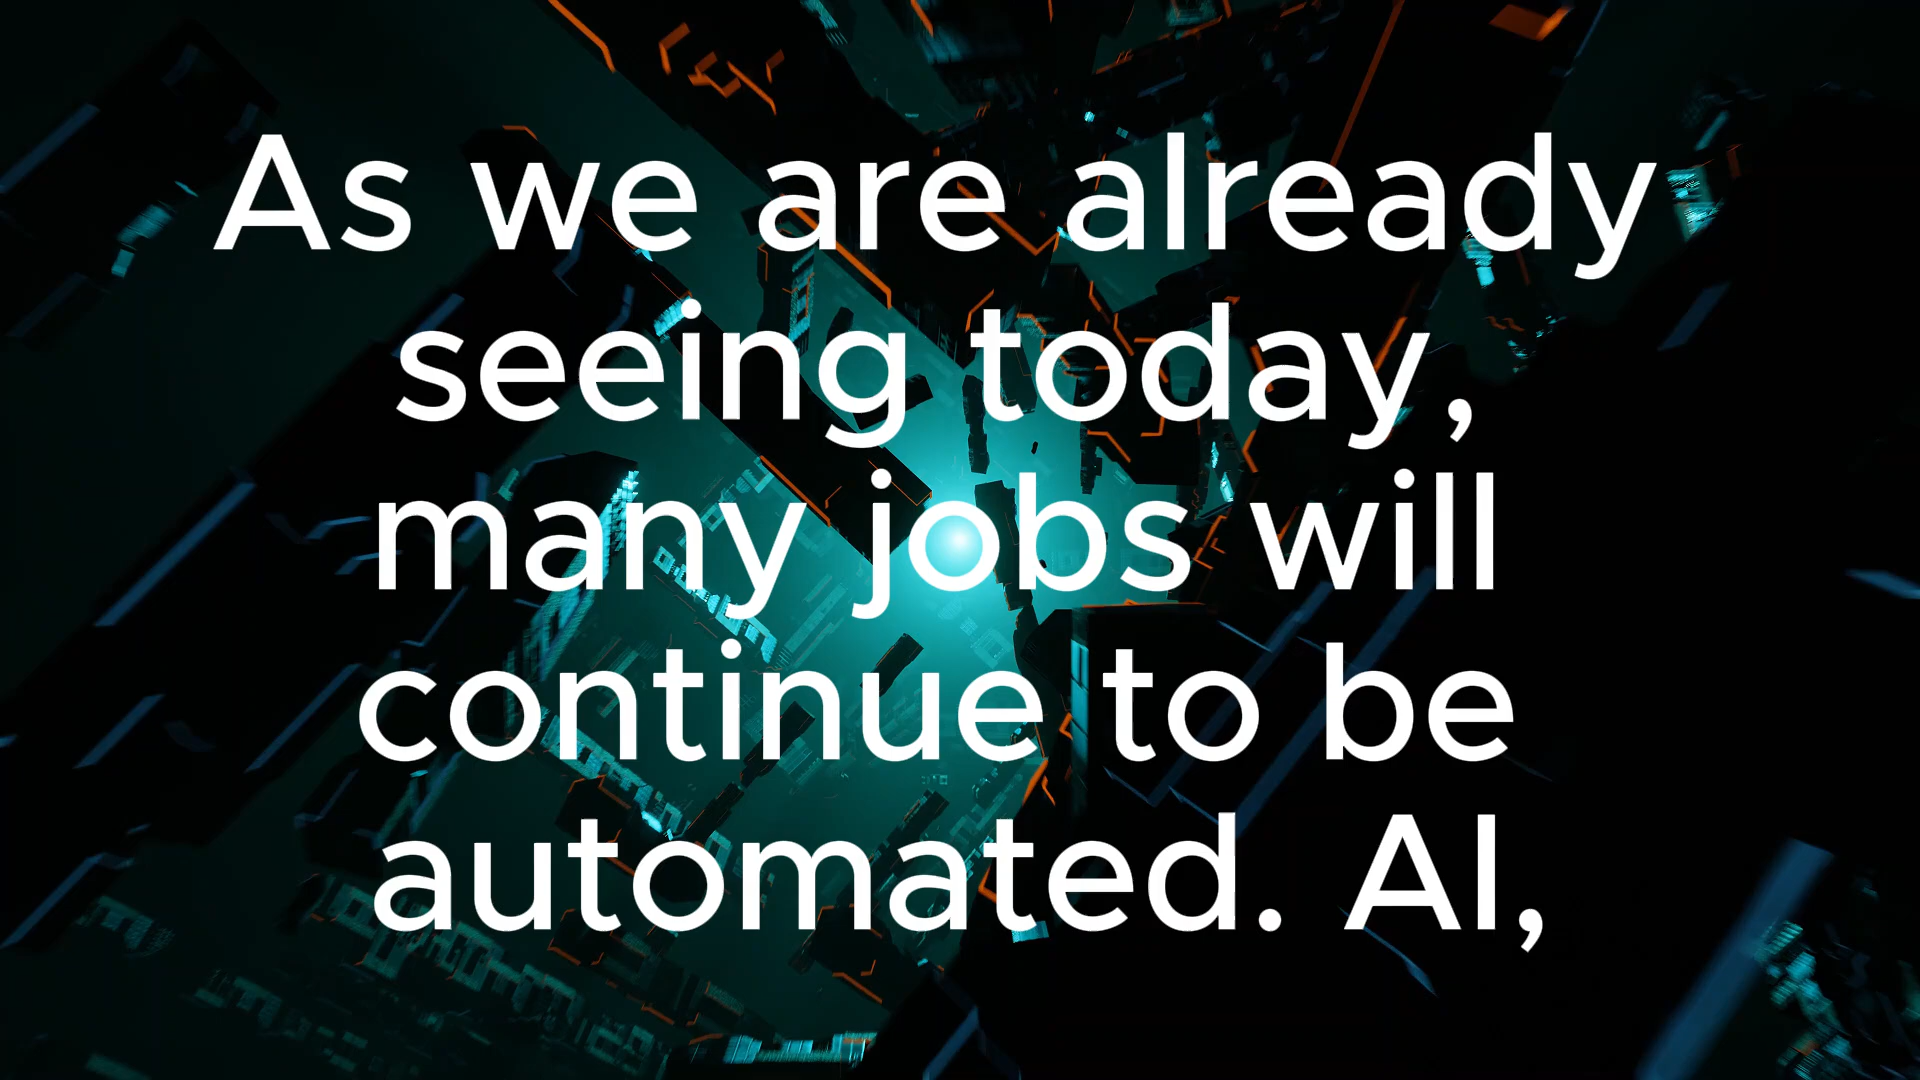 As we are already
seeing today,
many jobs will
continue to be
automated. AI,